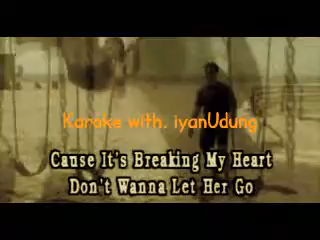 Karoke with. iyanUdung
Cause It's Breaking My Heart
Don't Wanna Let Her Go